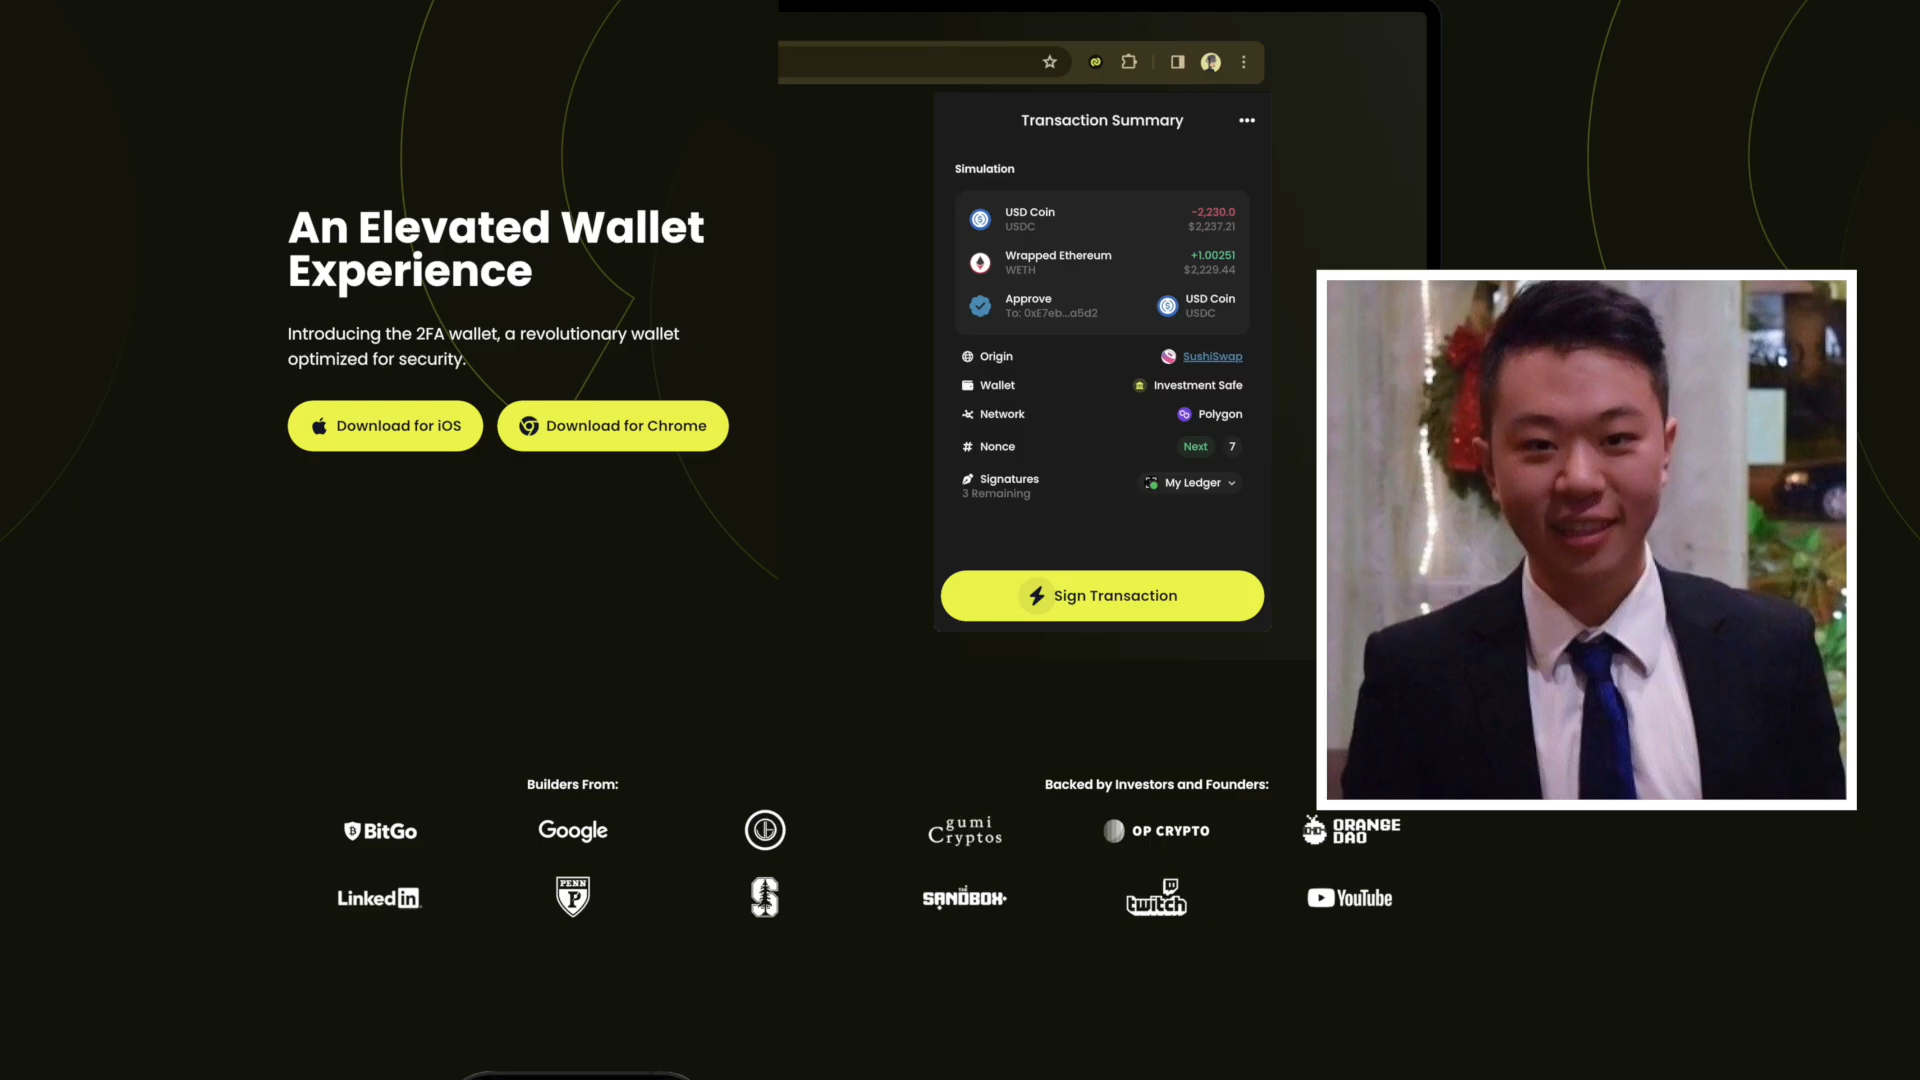 An Elevated Wallet
Experience
Introducing the 2FA wallet, a revolutionary wallet
optimized for security.
Download for iOS
Download for Chrome
Transaction Summary
Simulation
USD Coin
-2,230.0
USDC
$2,237.21
Wrapped Ethereum
+1.00251
WETH
$2,229.44
Approve
USD Coin
To: 0xE7eb...a5d2
USDC
Origin
SushiSwap
Wallet
Investment Safe
Network
Polygon
Nonce
Next
7
Signatures
My Ledger
3 Remaining
Sign Transaction
Builders From:
BitGo
Google
LinkedIn
PENN
P
S
Backed by Investors and Founders:
gumi
Cryptos
OP CRYPTO
ORANGE
DAO
THE
SANDBOX
twitch
YouTube